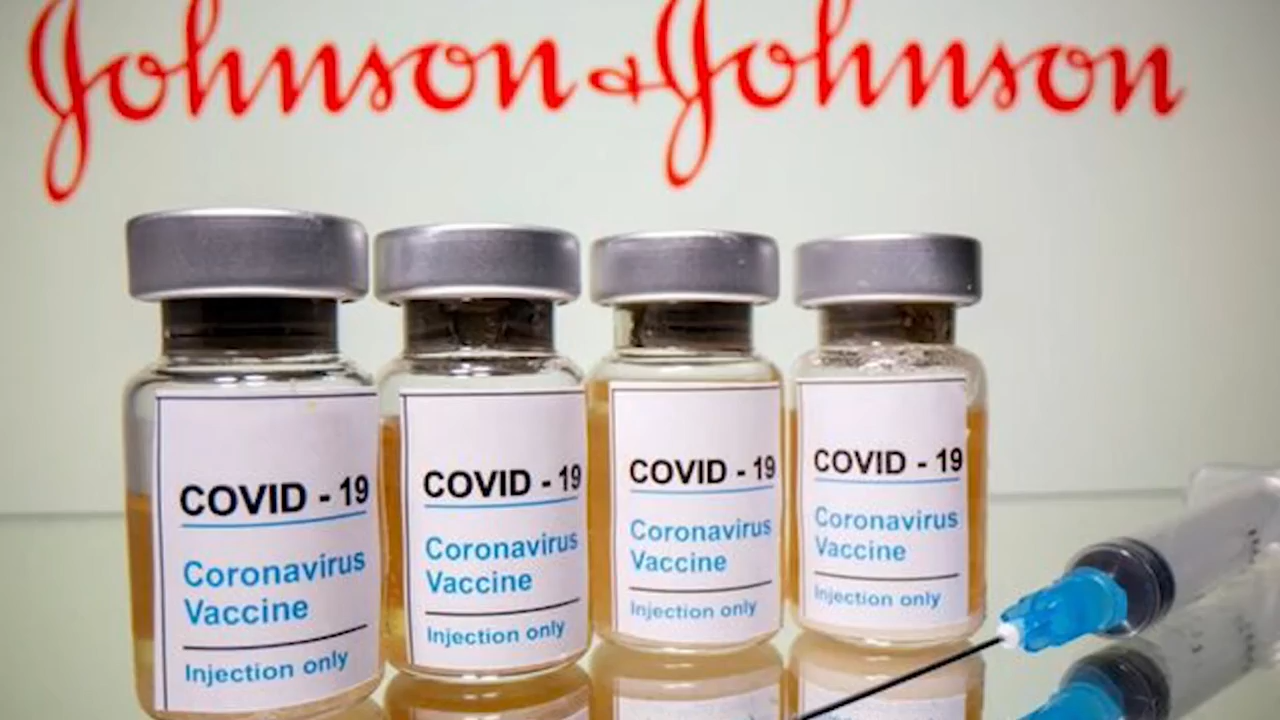 Johnson & Johnson
COVID - 19
Coronavirus
Vaccine
Injection only
COVID - 19
Coronavirus
Vaccine
Injection only
COVID - 19
Coronavirus
Vaccine
Injection only
COVID - 19
Coronavirus
Vaccine
Injection only